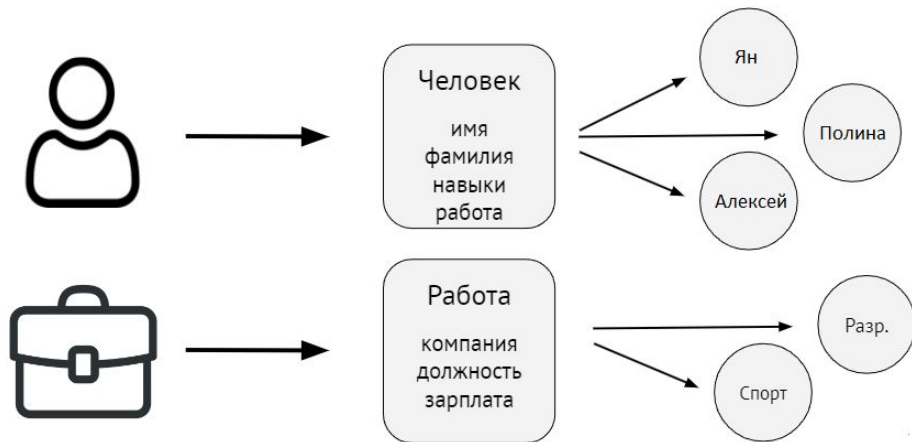 Человек
имя
фамилия
навыки
работа
Ян
Полина
Алексей
Работа
компания
должность
зарплата
Разр.
Спорт